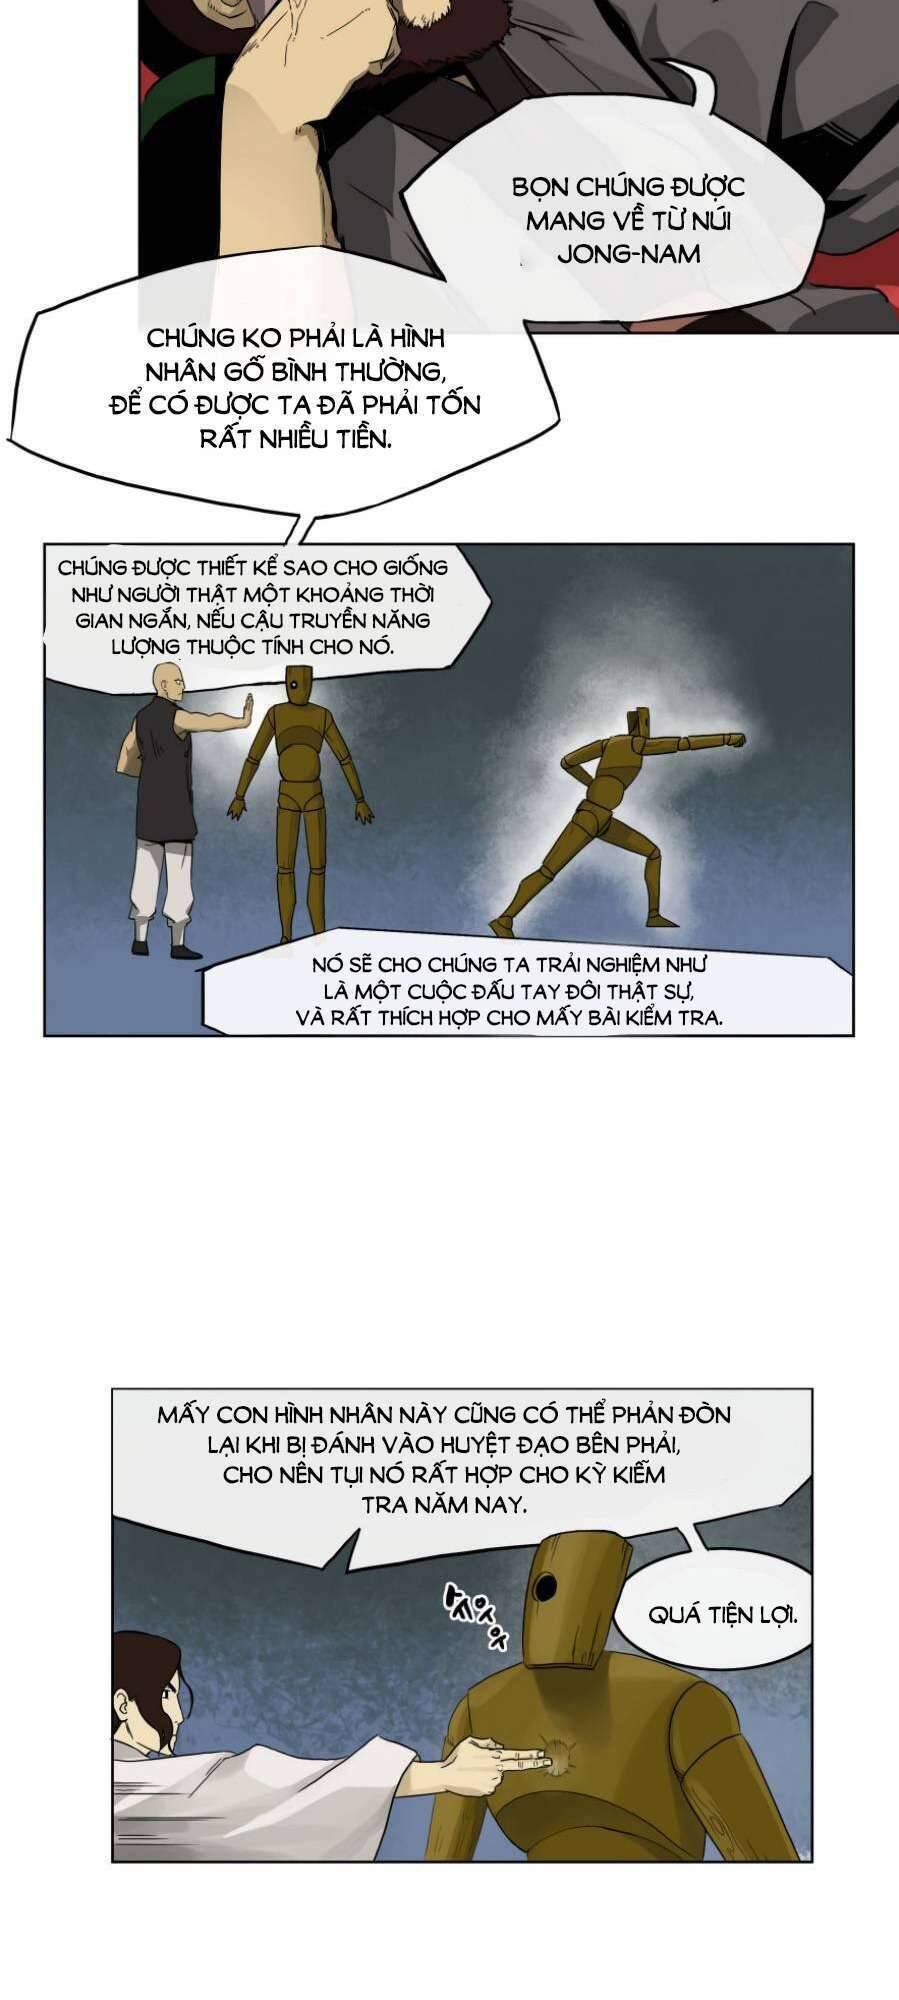 BỌN CHÚNG ĐƯỢC
MANG VỀ TỪ NÚI
JONG-NAM
CHÚNG KO PHẢI LÀ HÌNH
NHÂN GỖ BÌNH THƯỜNG,
ĐỂ CÓ ĐƯỢC TA ĐÃ PHẢI TỐN
RẤT NHIỀU TIỀN.
CHÚNG ĐƯỢC THIẾT KỂ SAO CHO GIỐNG
NHƯ NGƯỜI THẬT MỘT KHOẢNG THỜI
GIAN NGẮN, NẾU CẬU TRUYỀN NĂNG
LƯỢNG THUỘC TÍNH CHO NÓ.
NÓ SẼ CHO CHÚNG TA TRẢI NGHIỆM NHƯ
LÀ MỘT CUỘC ĐẤU TAY ĐÔI THẬT SỰ,
VÀ RẤT THÍCH HỢP CHO MẤY BÀI KIỂM TRA.
MẤY CON HÌNH NHÂN NÀY CŨNG CÓ THỂ PHẢN ĐÒN
LẠI KHI BỊ ĐÁNH VÀO HUYỆT ĐẠO BÊN PHẢI,
CHO NÊN TỤI NÓ RẤT HỢP CHO KỲ KIỂM
TRA NĂM NAY.
QUÁ TIỆN LỢI.